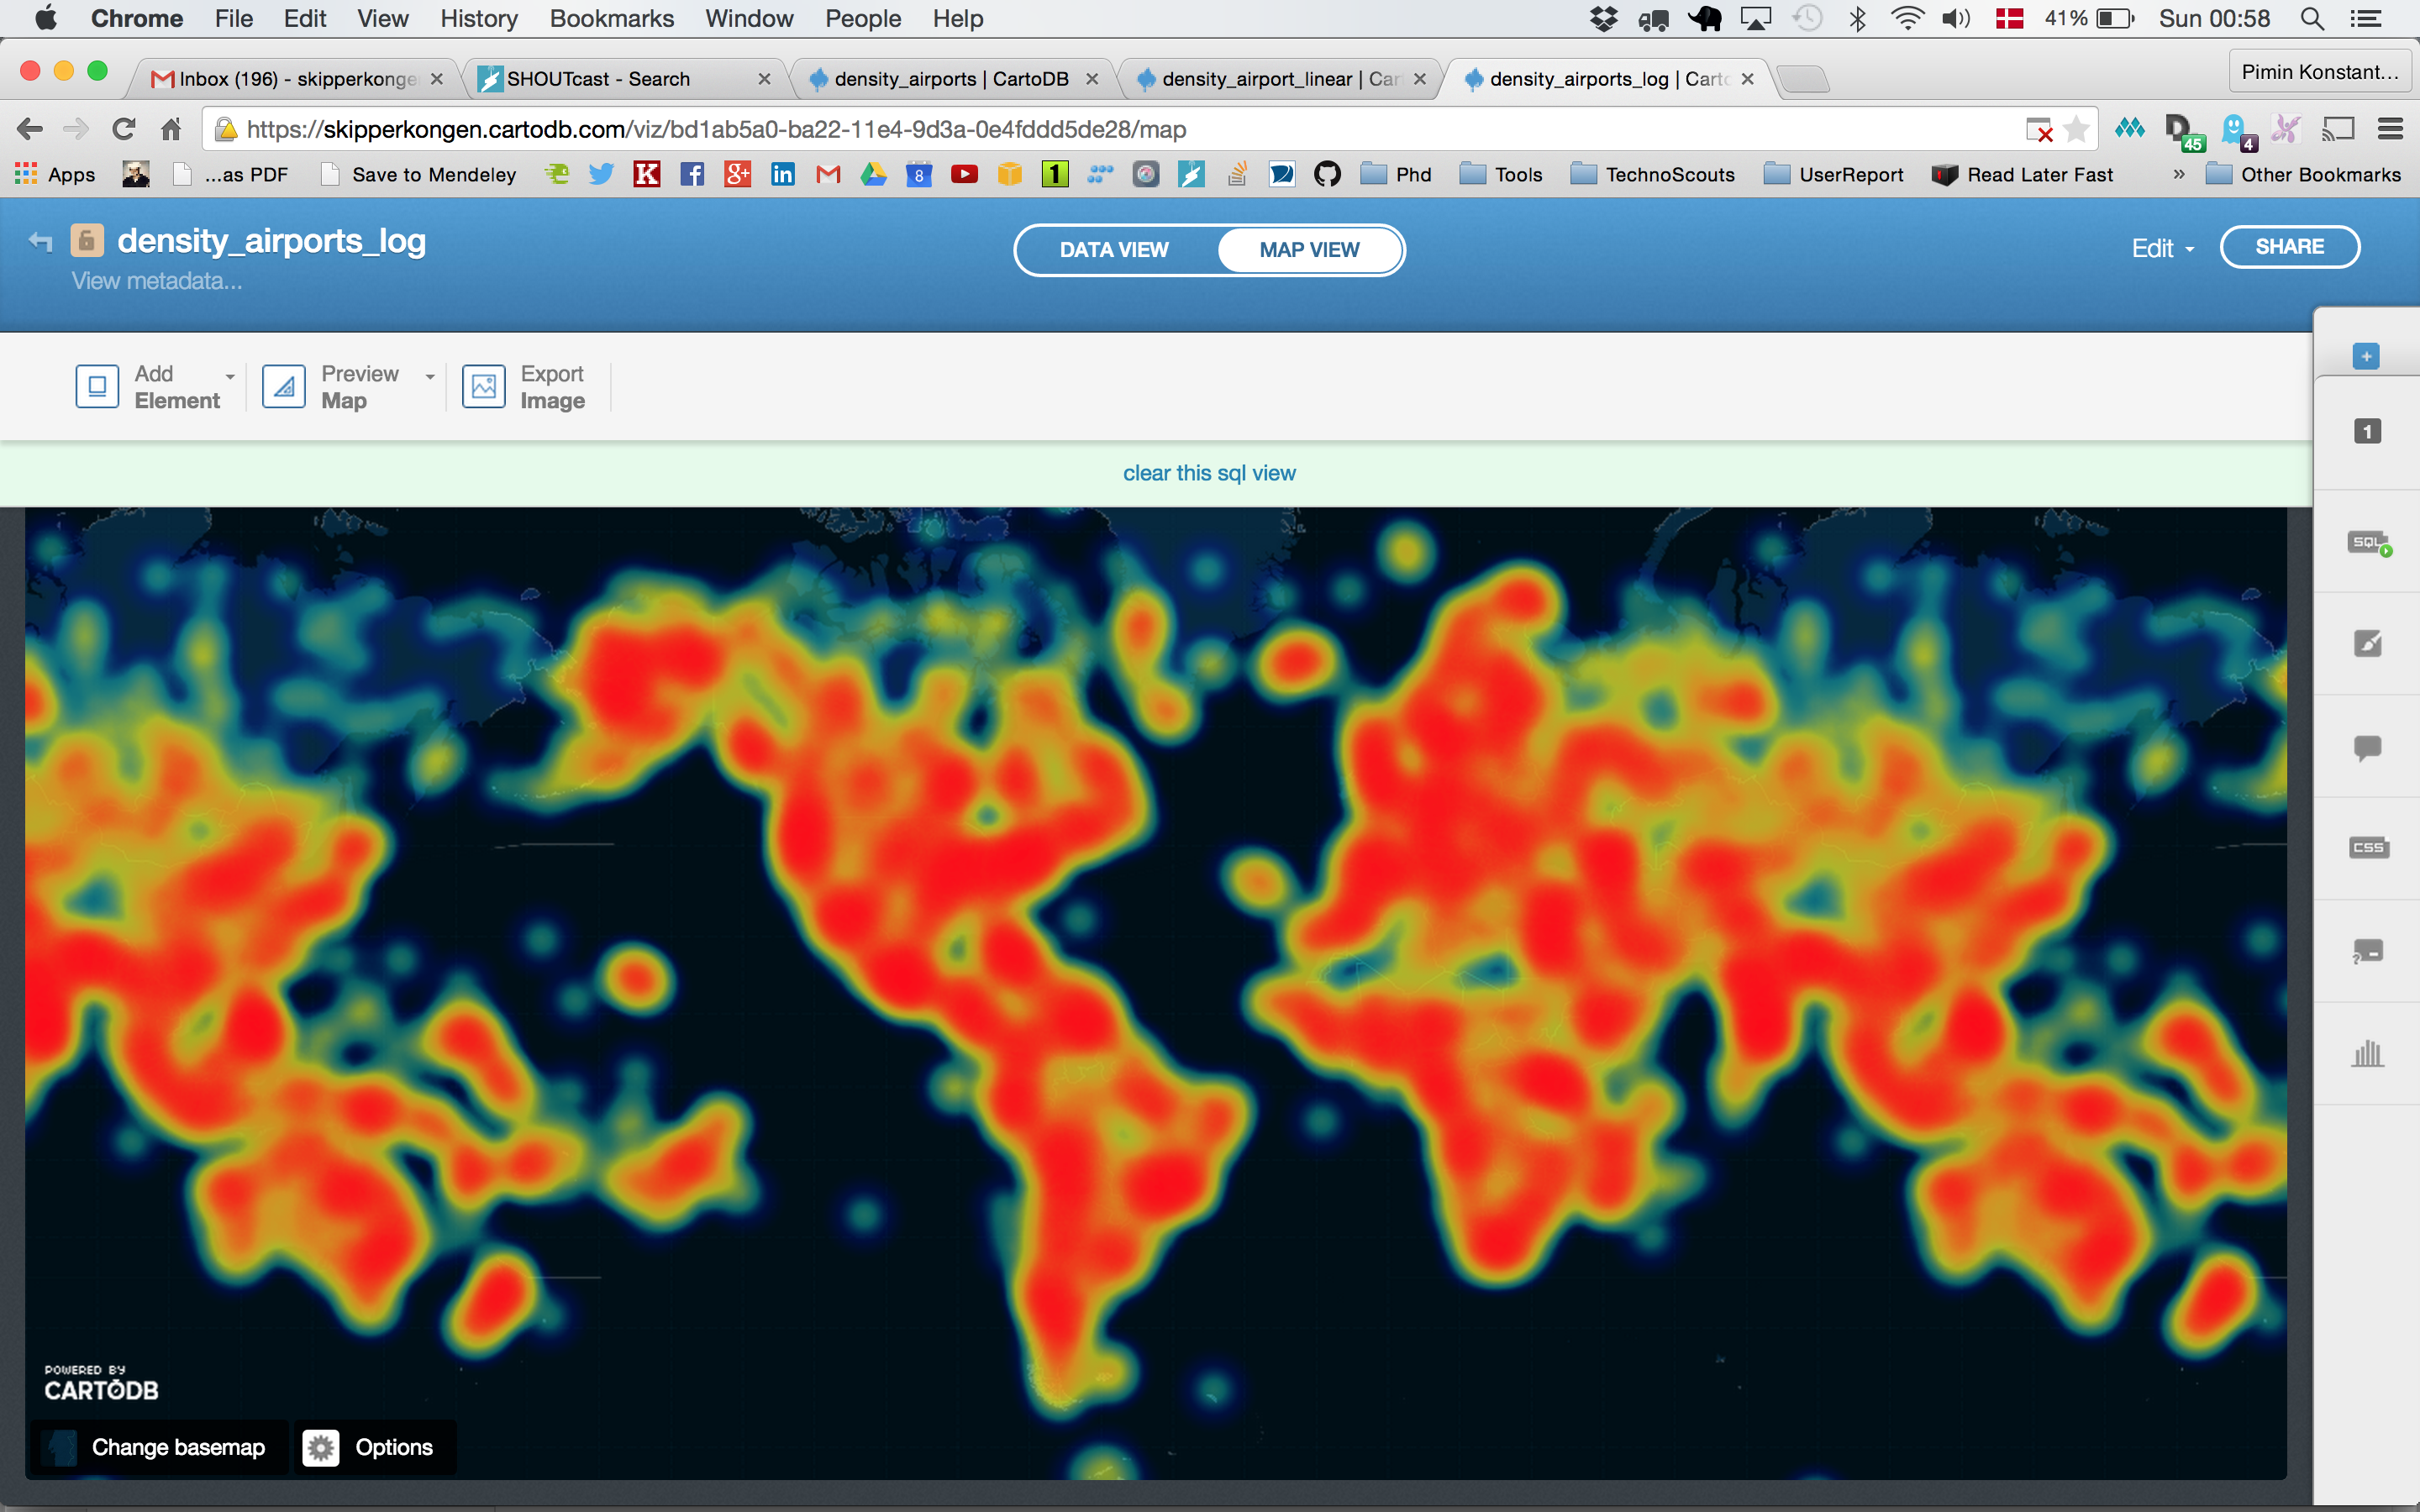 Chrome File Edit View History Bookmarks Window People Help 41% Sun 00:58
Inbox (196) - skipperkonge SHOUTcast - Search density_airports | CartoDB density_airport_linear | Car density_airports_log | Carto Pimin Konstant...
https://skipperkongen.cartodb.com/viz/bd1ab5a0-ba22-11e4-9d3a-0e4fddd5de28/map 45 4
Apps ...as PDF Save to Mendeley K f g+ in 8 1 Phd Tools TechnoScouts UserReport Read Later Fast » Other Bookmarks
density_airports_log
DATA VIEW MAP VIEW
Edit SHARE
View metadata...
Add Element
Preview Map
Export Image
clear this sql view
1
SQL
CSS
POWERED BY
CARTODB
Change basemap Options